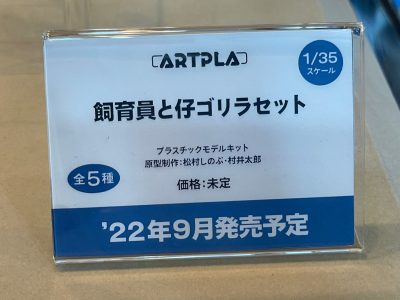 ARTPLA
1/35
スケール
飼育員と仔ゴリラセット
プラスチックモデルキット
原型制作：松村しのぶ・村井太郎
全5種
価格：未定
’22年9月発売予定